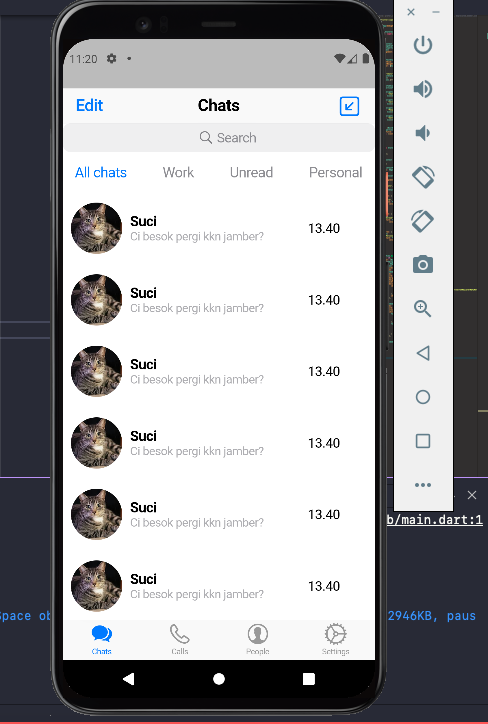 11:20
Edit Chats
Search
All chats Work Unread Personal
Suci
Ci besok pergi kkn jamber?
13.40
Suci
Ci besok pergi kkn jamber?
13.40
Suci
Ci besok pergi kkn jamber?
13.40
Suci
Ci besok pergi kkn jamber?
13.40
Suci
Ci besok pergi kkn jamber?
13.40
Suci
Ci besok pergi kkn jamber?
13.40
Chats Calls People Settings
b/main.dart:1
Space ob
2946KB, paus